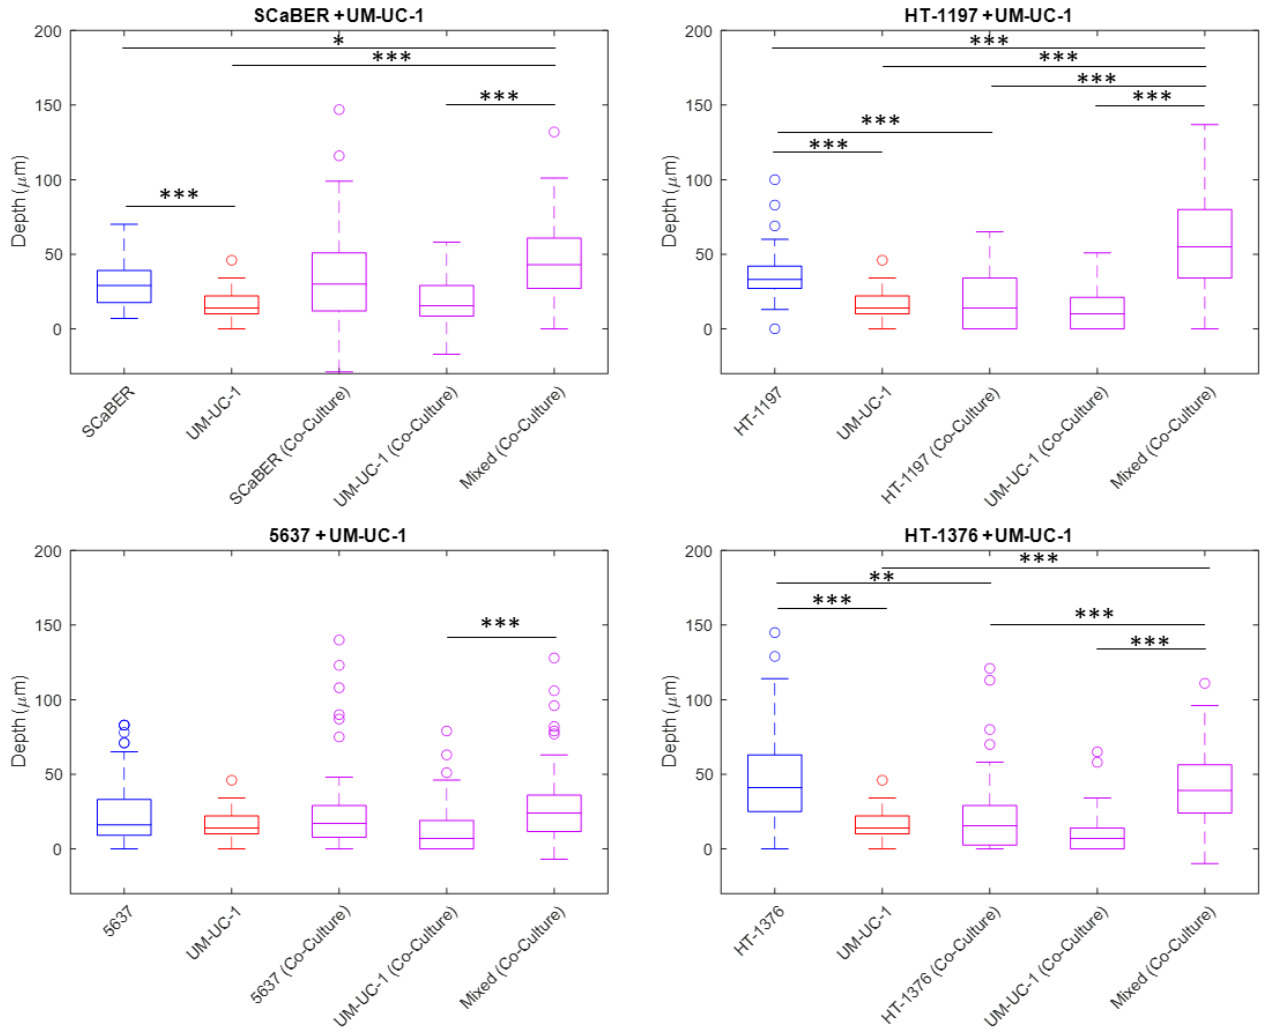 SCaBER + UM-UC-1
200
150
100
50
0
Depth (μm)
*
***
***
***
SCaBER
UM-UC-1
SCaBER (Co-Culture)
UM-UC-1 (Co-Culture)
Mixed (Co-Culture)
HT-1197 + UM-UC-1
200
150
100
50
0
Depth (μm)
***
***
***
***
***
***
HT-1197
UM-UC-1
HT-1197 (Co-Culture)
UM-UC-1 (Co-Culture)
Mixed (Co-Culture)
5637 + UM-UC-1
200
150
100
50
0
Depth (μm)
***
5637
UM-UC-1
5637 (Co-Culture)
UM-UC-1 (Co-Culture)
Mixed (Co-Culture)
HT-1376 + UM-UC-1
200
150
100
50
0
Depth (μm)
***
**
***
***
***
HT-1376
UM-UC-1
HT-1376 (Co-Culture)
UM-UC-1 (Co-Culture)
Mixed (Co-Culture)